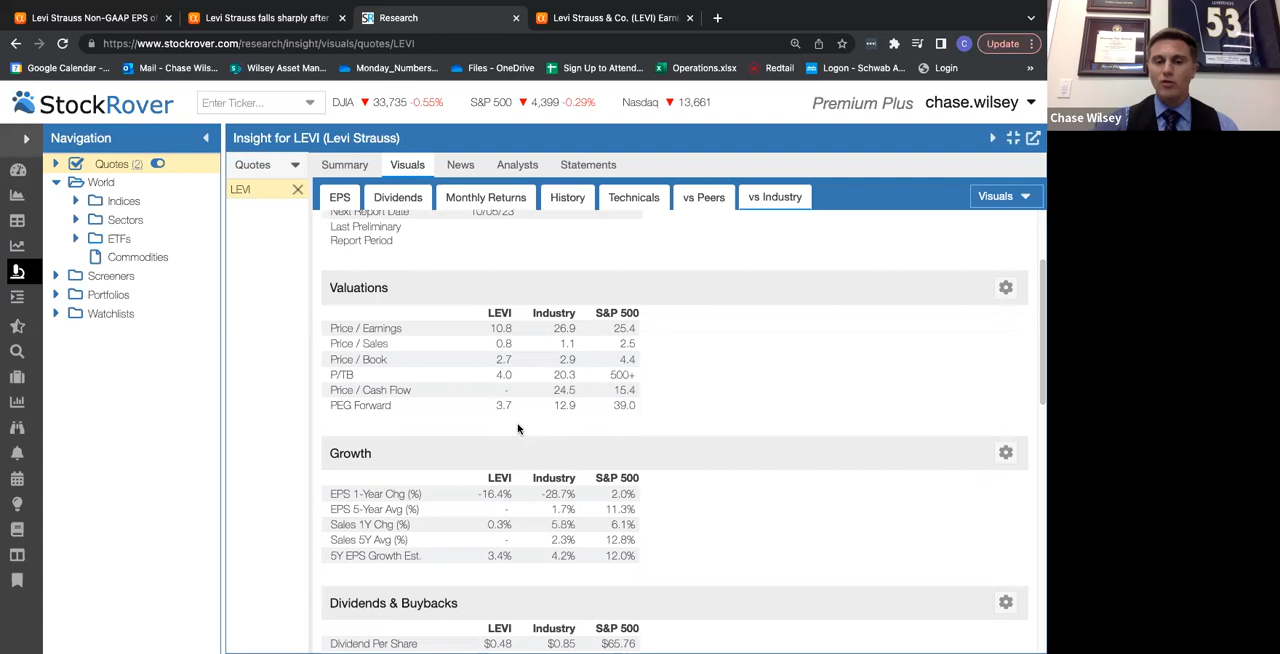 Levi Strauss Non-GAAP EPS of
Levi Strauss falls sharply after
SR Research
Levi Strauss & Co. (LEVI) Earni
https://www.stockrover.com/research/insight/visuals/quotes/LEVI
C
Update
Google Calendar -...
Mail - Chase Wils...
Wilsey Asset Man...
Monday_Number...
Wilsey - OneDrive
Sign Up to Attend...
Operations.xlsx
Redtail
Logon - Schwab A...
Login
StockRover
Enter Ticker...
DJIA 33,735 -0.55%
S&P 500 4,399 -0.29%
Nasdaq 13,661
Premium Plus
chase.wilsey
Chase Wilsey
53
Navigation
Quotes (2)
World
Indices
Sectors
ETFs
Commodities
Screeners
Portfolios
Watchlists
Insight for LEVI (Levi Strauss)
Quotes
LEVI
Summary Visuals News Analysts Statements
EPS Dividends Monthly Returns History Technicals vs Peers vs Industry
Visuals
Next Report Date 10/05/23
Last Preliminary
Report Period
Valuations
LEVI Industry S&P 500
Price / Earnings 10.8 26.9 25.4
Price / Sales 0.8 1.1 2.5
Price / Book 2.7 2.9 4.4
P/TB 4.0 20.3 500+
Price / Cash Flow - 24.5 15.4
PEG Forward 3.7 12.9 39.0
Growth
LEVI Industry S&P 500
EPS 1-Year Chg (%) -16.4% -28.7% 2.0%
EPS 5-Year Avg (%) - 1.7% 11.3%
Sales 1Y Chg (%) 0.3% 5.8% 6.1%
Sales 5Y Avg (%) - 2.3% 12.8%
5Y EPS Growth Est. 3.4% 4.2% 12.0%
Dividends & Buybacks
LEVI Industry S&P 500
Dividend Per Share $0.48 $0.85 $65.76